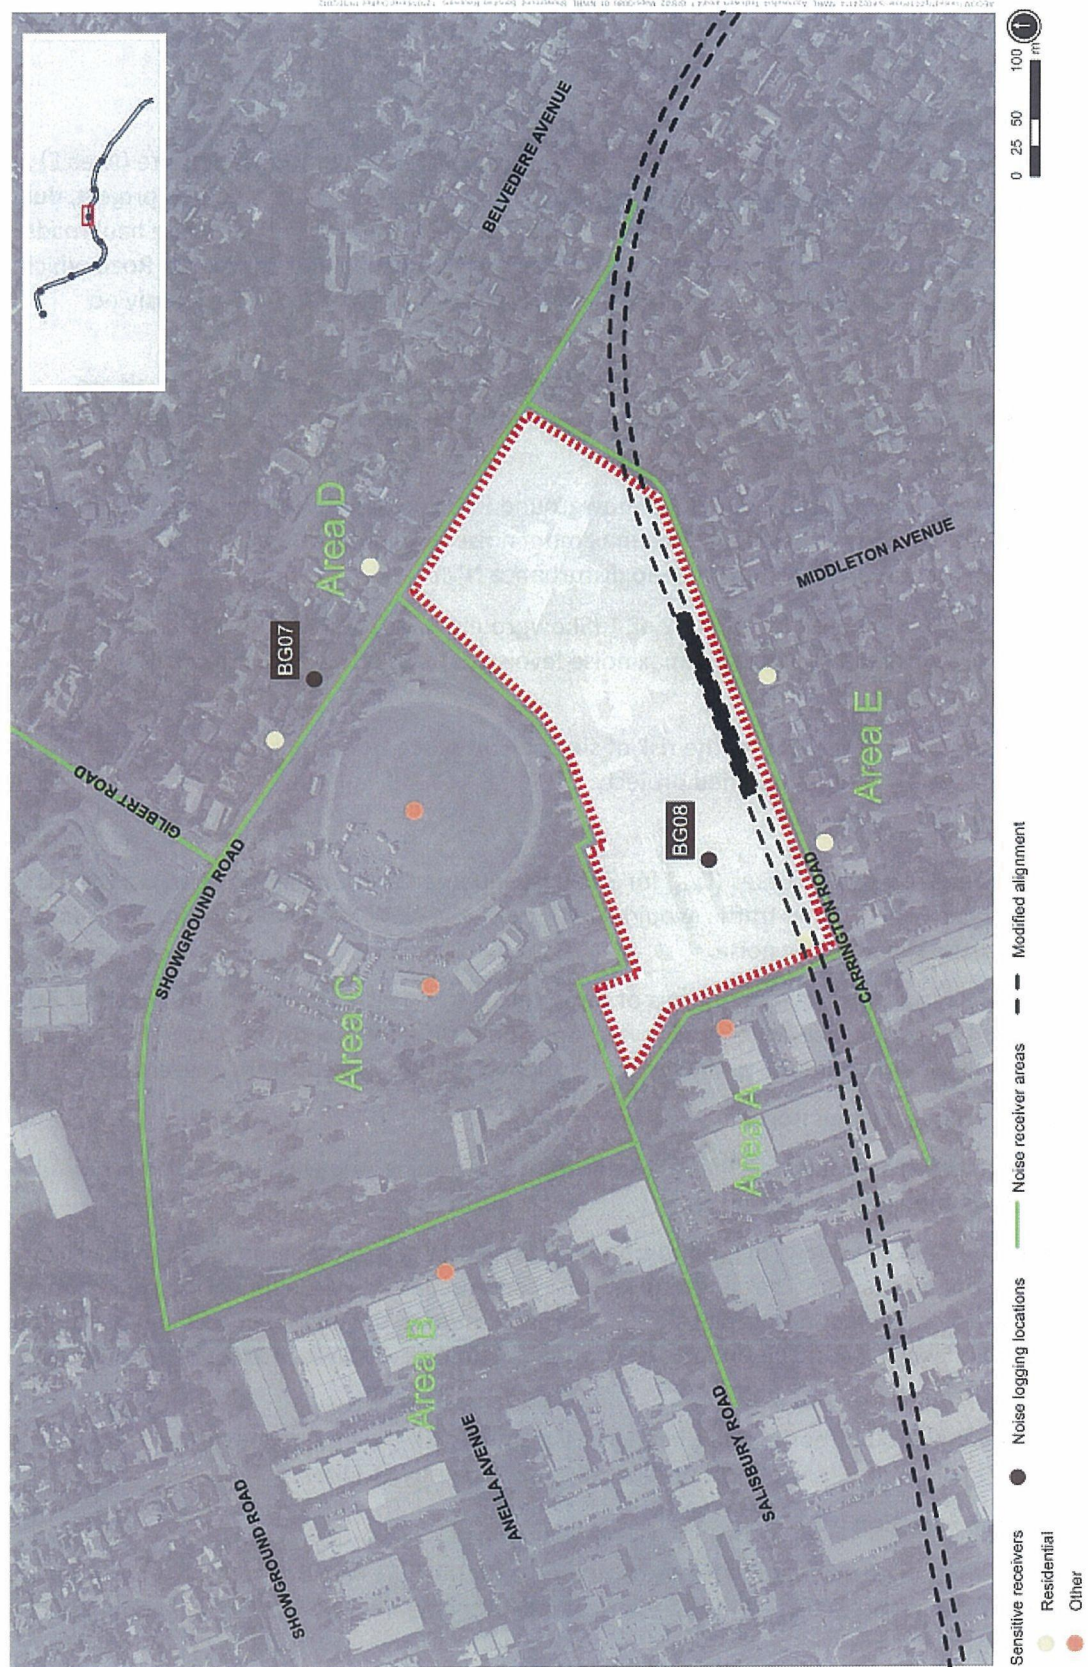 BELVEDERE AVENUE
Area D
BG07
GILBERT ROAD
SHOWGROUND ROAD
MIDDLETON AVENUE
Area E
BG08
CARRINGTON ROAD
Area C
Area A
Area B
SHOWGROUND ROAD
ANELLA AVENUE
SALISBURY ROAD
0 25 50 100
m
Sensitive receivers
Residential
Other
Noise logging locations
Noise receiver areas
Modified alignment